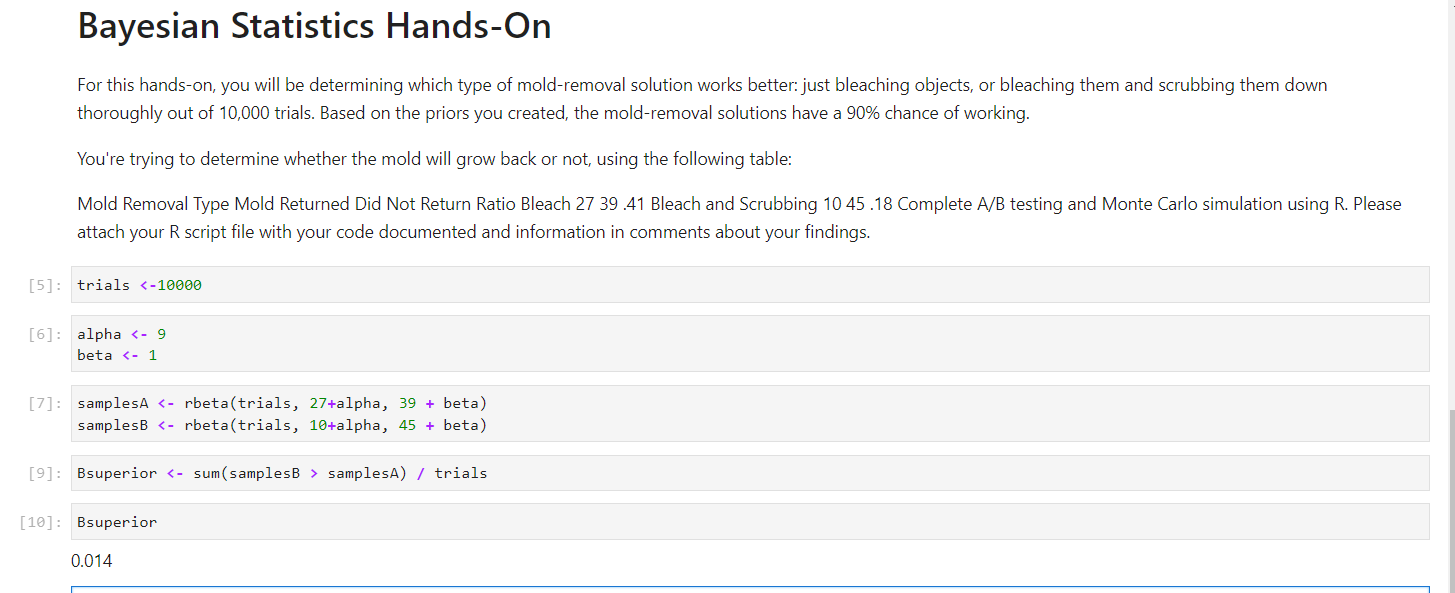 Bayesian Statistics Hands-On
For this hands-on, you will be determining which type of mold-removal solution works better: just bleaching objects, or bleaching them and scrubbing them down
thoroughly out of 10,000 trials. Based on the priors you created, the mold-removal solutions have a 90% chance of working.
You're trying to determine whether the mold will grow back or not, using the following table:
Mold Removal Type Mold Returned Did Not Return Ratio Bleach 27 39 .41 Bleach and Scrubbing 10 45 .18 Complete A/B testing and Monte Carlo simulation using R. Please
attach your R script file with your code documented and information in comments about your findings.
[5]: trials <-10000
[6]: alpha <- 9
beta <- 1
[7]: samplesA <- rbeta(trials, 27+alpha, 39 + beta)
samplesB <- rbeta(trials, 10+alpha, 45 + beta)
[9]: Bsuperior <- sum(samplesB > samplesA) / trials
[10]: Bsuperior
0.014